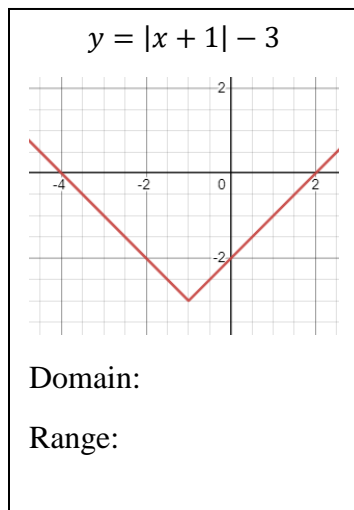 y = |x + 1| − 3
2
-4
-2
0
2
-2
Domain:
Range: